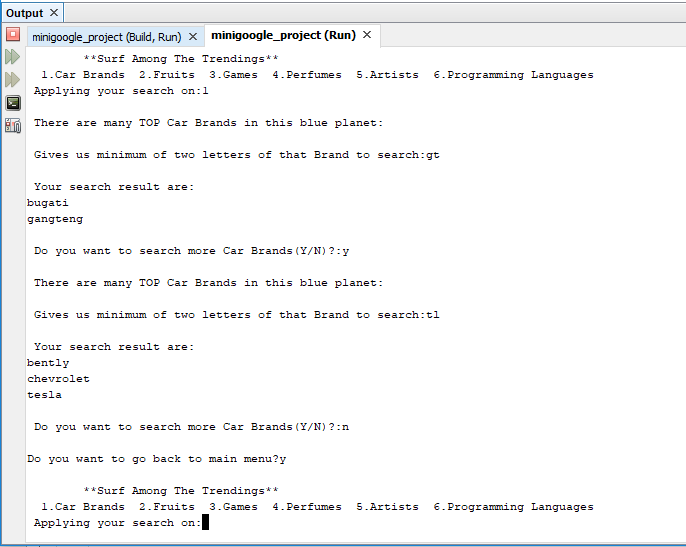 Output
minigoogle_project (Build, Run) minigoogle_project (Run)
**Surf Among The Trendings**
1.Car Brands 2.Fruits 3.Games 4.Perfumes 5.Artists 6.Programming Languages
Applying your search on:1
There are many TOP Car Brands in this blue planet:
Gives us minimum of two letters of that Brand to search:gt
Your search result are:
bugati
gangteng
Do you want to search more Car Brands(Y/N)?:y
There are many TOP Car Brands in this blue planet:
Gives us minimum of two letters of that Brand to search:tl
Your search result are:
bently
chevrolet
tesla
Do you want to search more Car Brands(Y/N)?:n
Do you want to go back to main menu?y
**Surf Among The Trendings**
1.Car Brands 2.Fruits 3.Games 4.Perfumes 5.Artists 6.Programming Languages
Applying your search on: